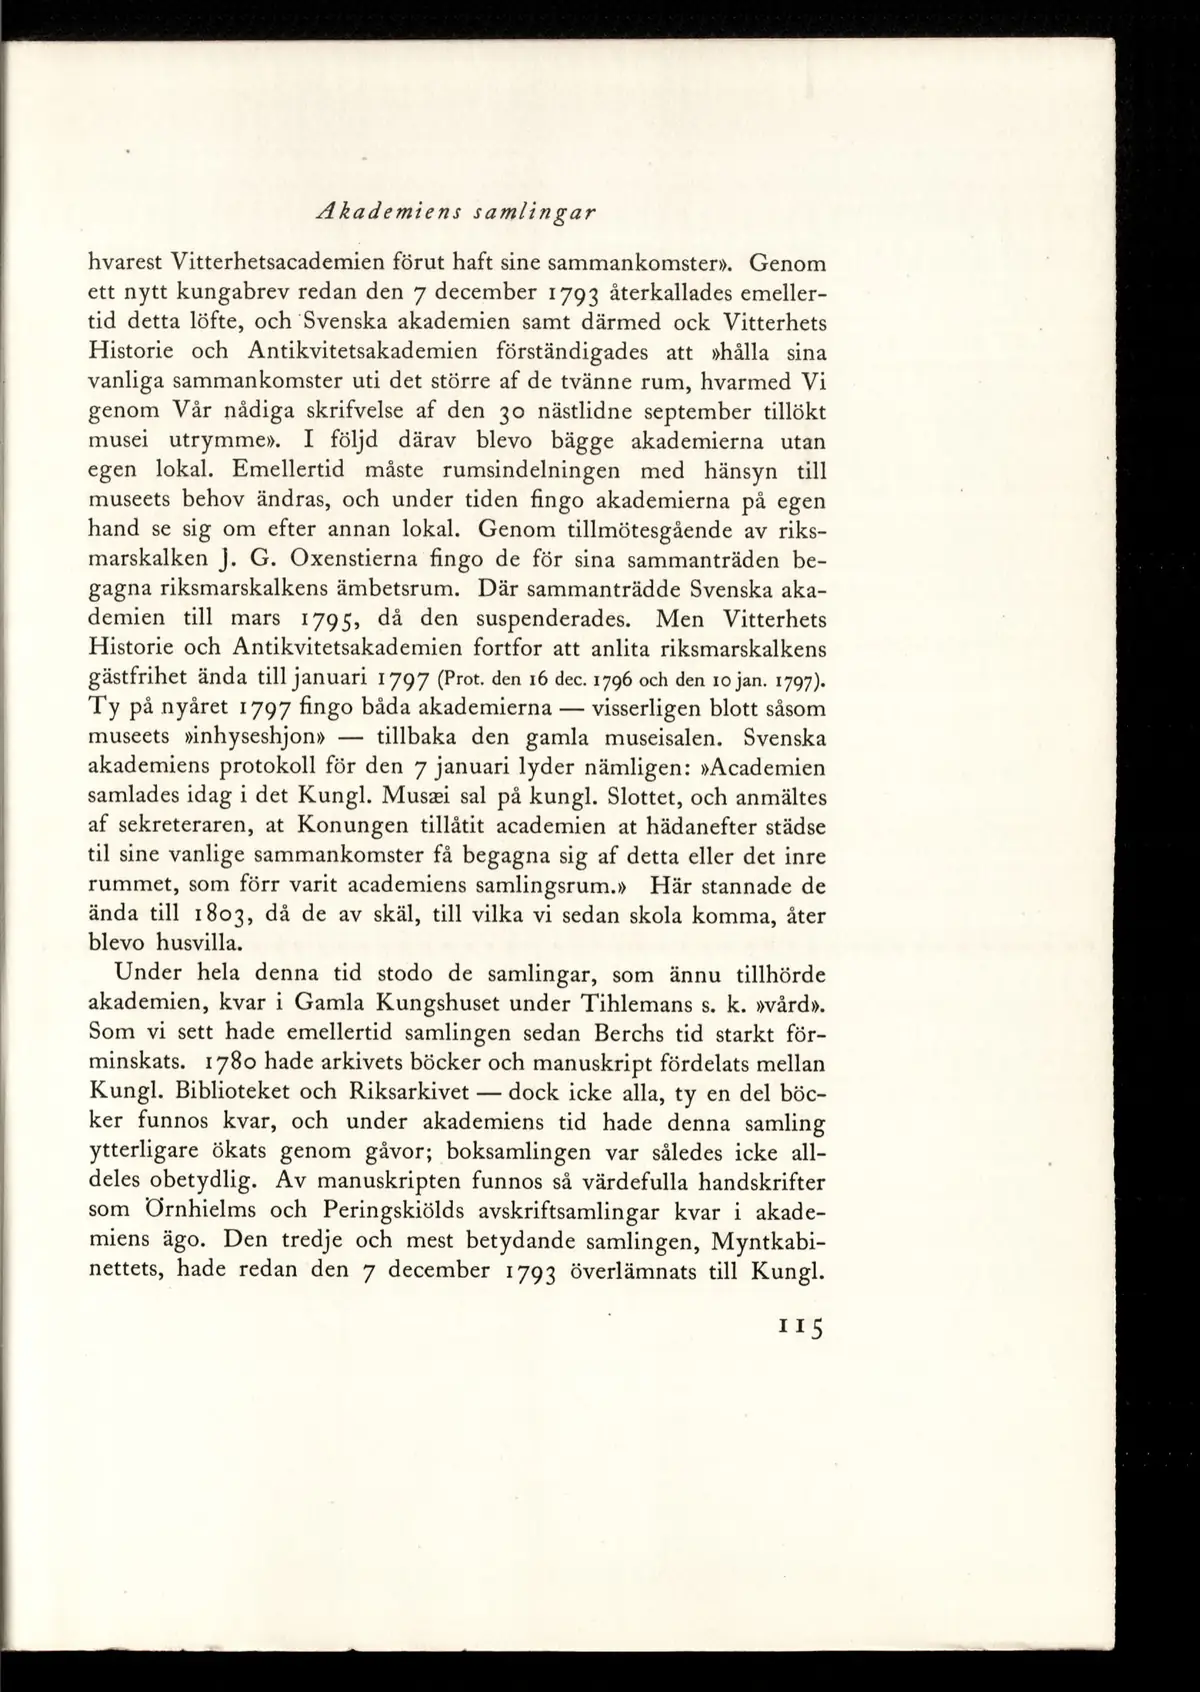 Akademiens samlingar
hvarest Vitterhetsacademien förut haft sine sammankomster». Genom
ett nytt kungabrev redan den 7 december 1793 återkallades emeller-
tid detta löfte, och Svenska akademien samt därmed ock Vitterhets
Historie och Antikvitetsakademien förständigades att »hålla sina
vanliga sammankomster uti det större af de tvänne rum, hvarmed Vi
genom Vår nådiga skrifvelse af den 30 nästlidne september tillökt
musei utrymme». I följd därav blevo bägge akademierna utan
egen lokal. Emellertid måste rumsindelningen med hänsyn till
museets behov ändras, och under tiden fingo akademierna på egen
hand se sig om efter annan lokal. Genom tillmötesgående av riks-
marskalken J. G. Oxenstierna fingo de för sina sammanträden be-
gagna riksmarskalkens ämbetsrum. Där sammanträdde Svenska aka-
demien till mars 1795, då den suspenderades. Men Vitterhets
Historie och Antikvitetsakademien fortfor att anlita riksmarskalkens
gästfrihet ända till januari 1797 (Prot. den 16 dec. 1796 och den 10 jan. 1797).
Ty på nyåret 1797 fingo båda akademierna — visserligen blott såsom
museets »inhyseshjon» — tillbaka den gamla museisalen. Svenska
akademiens protokoll för den 7 januari lyder nämligen: »Academien
samlades idag i det Kungl. Musæi sal på kungl. Slottet, och anmältes
af sekreteraren, at Konungen tillåtit academien at hädanefter städse
til sine vanlige sammankomster få begagna sig af detta eller det inre
rummet, som förr varit academiens samlingsrum.» Här stannade de
ända till 1803, då de av skäl, till vilka vi sedan skola komma, åter
blevo husvilla.
Under hela denna tid stodo de samlingar, som ännu tillhörde
akademien, kvar i Gamla Kungshuset under Tihlemans s. k. »vård».
Som vi sett hade emellertid samlingen sedan Berchs tid starkt för-
minskats. 1780 hade arkivets böcker och manuskript fördelats mellan
Kungl. Biblioteket och Riksarkivet — dock icke alla, ty en del böc-
ker funnos kvar, och under akademiens tid hade denna samling
ytterligare ökats genom gåvor; boksamlingen var således icke all-
deles obetydlig. Av manuskripten funnos så värdefulla handskrifter
som Örnhielms och Peringskiölds avskriftsamlingar kvar i akade-
miens ägo. Den tredje och mest betydande samlingen, Myntkabi-
nettets, hade redan den 7 december 1793 överlämnats till Kungl.
115